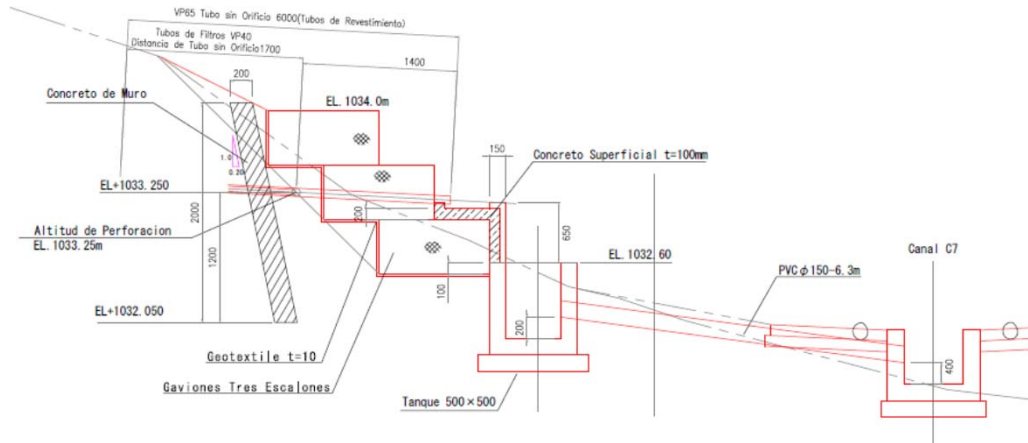 VP65 Tubo sin Orificio 6000(Tubos de Revestimiento)
Tubos de Filtros VP40
Distancia de Tubo sin Orificio1700
1400
200
Concreto de Muro
EL. 1034.0m
150
Concreto Superficial t=100mm
1.0
0.20
EL+1033.250
2000
200
650
Altitud de Perforacion
EL. 1033.25m
1200
EL. 1032.60
Canal C7
PVCφ150-6.3m
100
EL+1032.050
200
400
Geotextile t=10
Gaviones Tres Escalones
Tanque 500×500